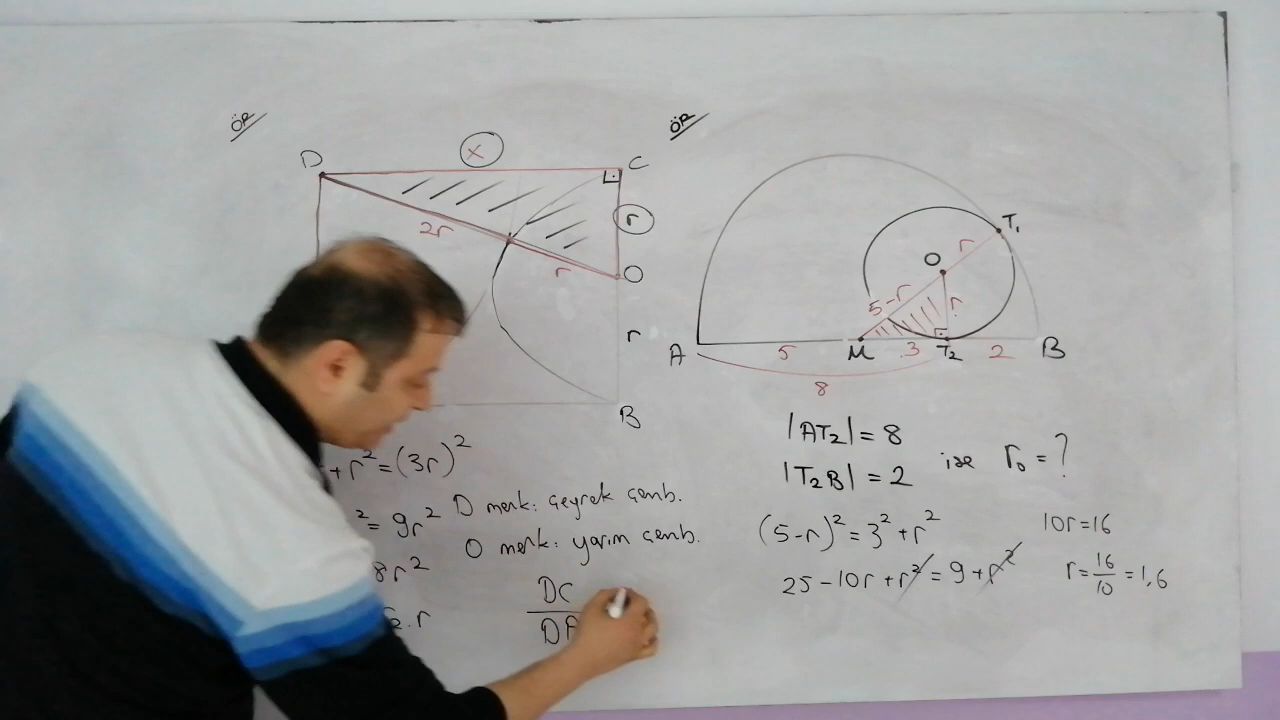 ÖR
D
x
C
r
2r
r
O
r
B
+ r² = (3r)²
² = 9r²
8r²
2.r
D merk. çeyrek çemb.
O merk. yarım çemb.
DC
DA
ÖR
T₁
O
r
5-r
r
A
5
M
3
T₂
2
B
8
|AT₂| = 8
|T₂B| = 2
ise r₀ = ?
(5-r)² = 3² + r²
25 - 10r + r² = 9 + r²
10r = 16
r = 16/10 = 1,6